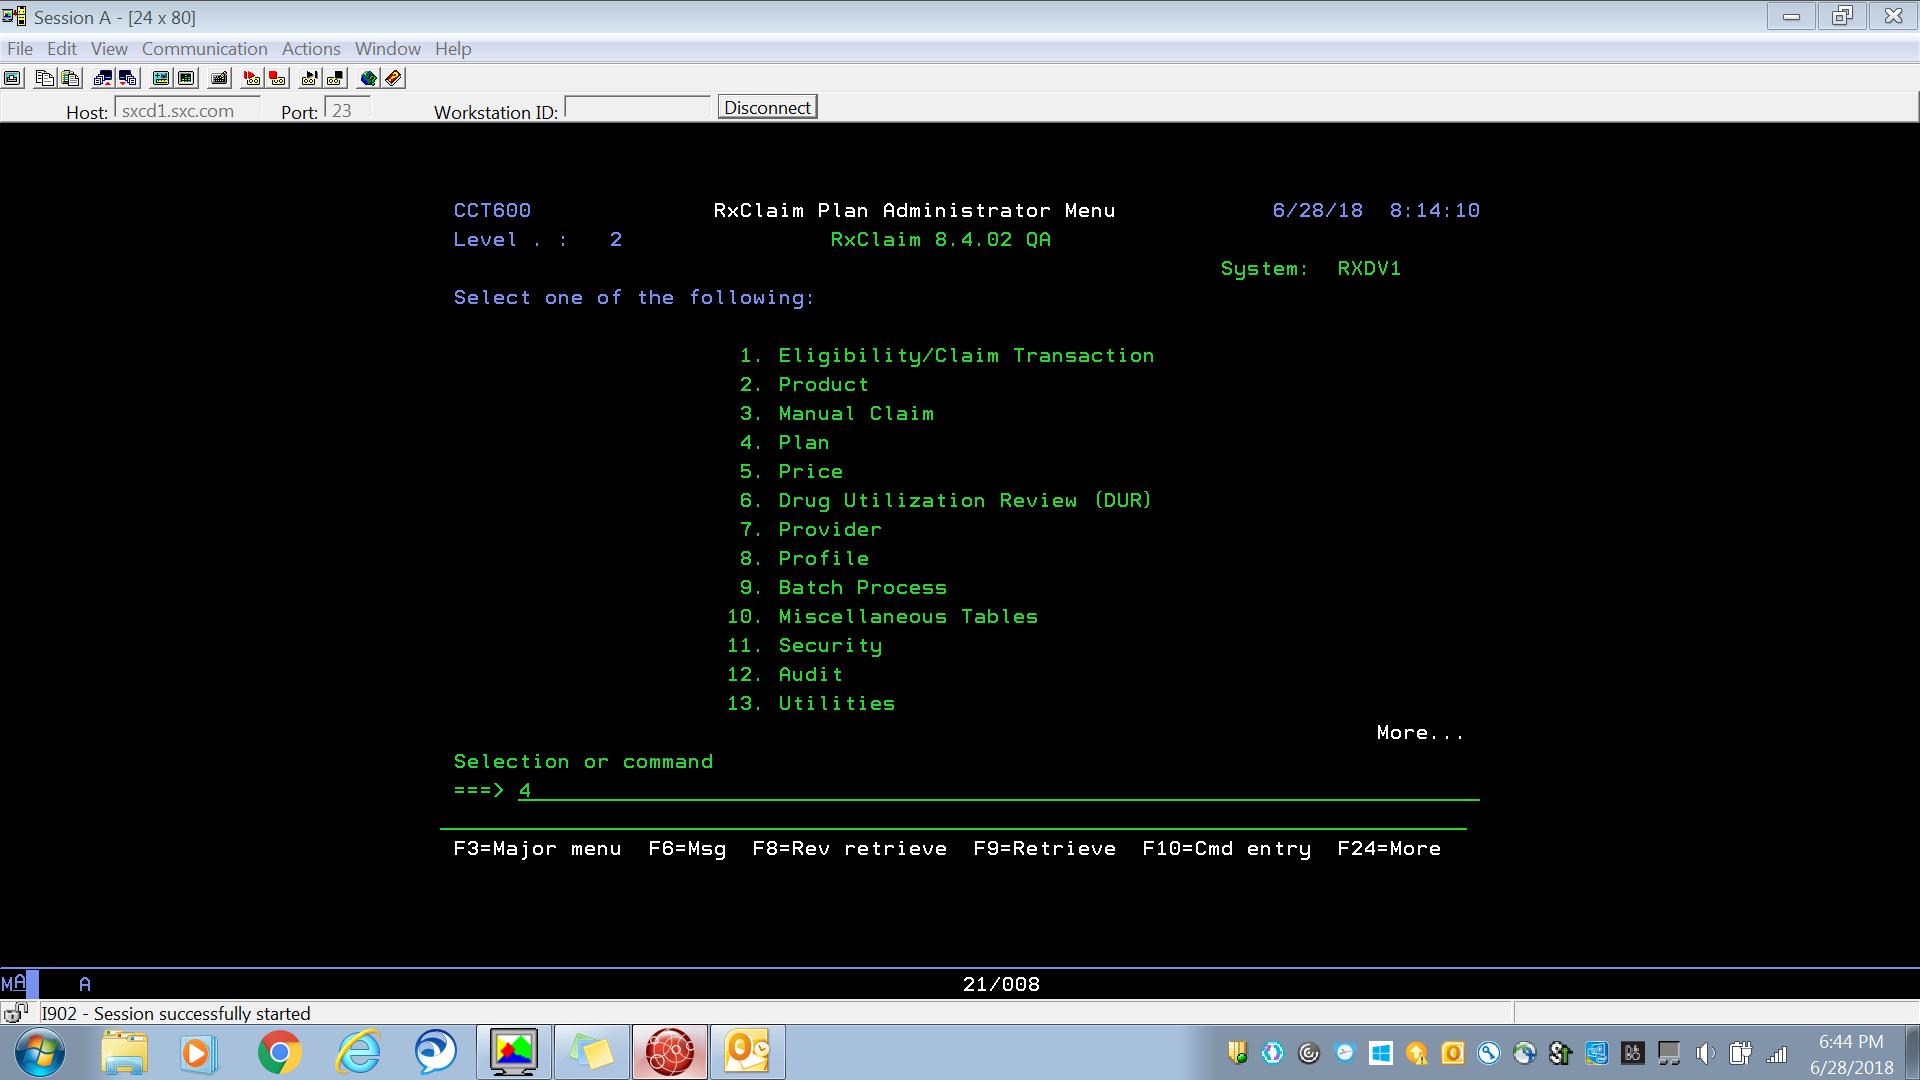 Session A - [24 x 80]
File Edit View Communication Actions Window Help
Host: sxcd1.sxc.com Port: 23 Workstation ID: Disconnect
CCT600 RxClaim Plan Administrator Menu 6/28/18 8:14:10
Level . : 2 RxClaim 8.4.02 QA
System: RXDV1
Select one of the following:
1. Eligibility/Claim Transaction
2. Product
3. Manual Claim
4. Plan
5. Price
6. Drug Utilization Review (DUR)
7. Provider
8. Profile
9. Batch Process
10. Miscellaneous Tables
11. Security
12. Audit
13. Utilities
More...
Selection or command
===> 4
F3=Major menu F6=Msg F8=Rev retrieve F9=Retrieve F10=Cmd entry F24=More
MA A 21/008
I902 - Session successfully started
6:44 PM
6/28/2018